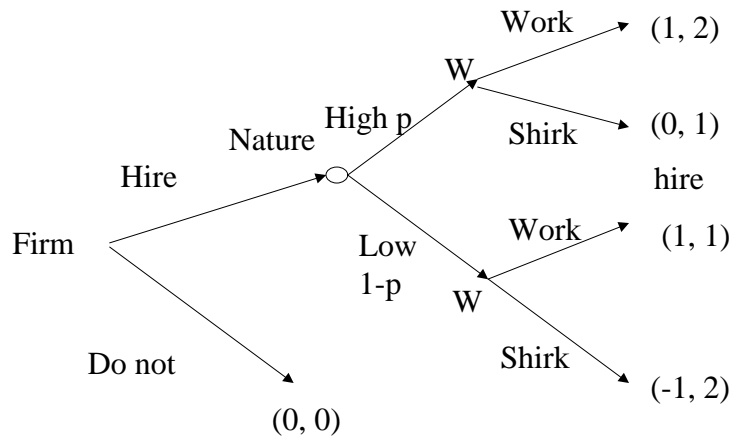 Work
(1, 2)
W
High p
Nature
Shirk
(0, 1)
Hire
hire
Work
(1, 1)
Firm
Low
1-p
W
Shirk
Do not
(-1, 2)
(0, 0)